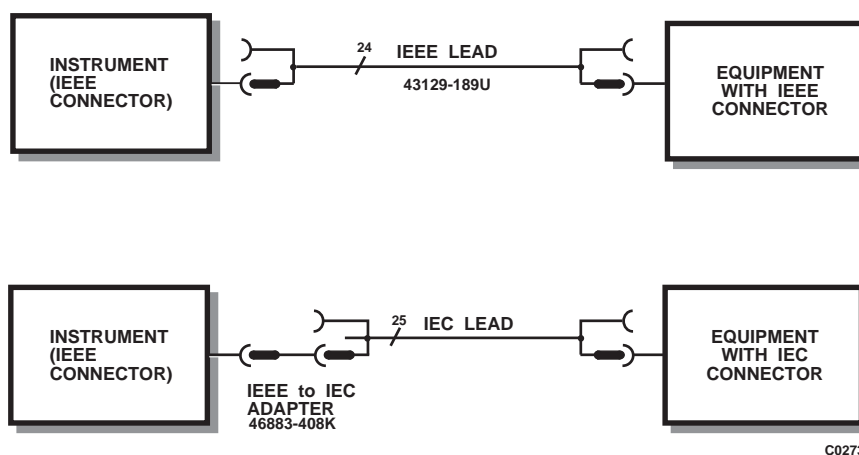 INSTRUMENT
(IEEE
CONNECTOR)
24
IEEE LEAD
43129-189U
EQUIPMENT
WITH IEEE
CONNECTOR
INSTRUMENT
(IEEE
CONNECTOR)
IEEE to IEC
ADAPTER
46883-408K
25
IEC LEAD
EQUIPMENT
WITH IEC
CONNECTOR
C0273